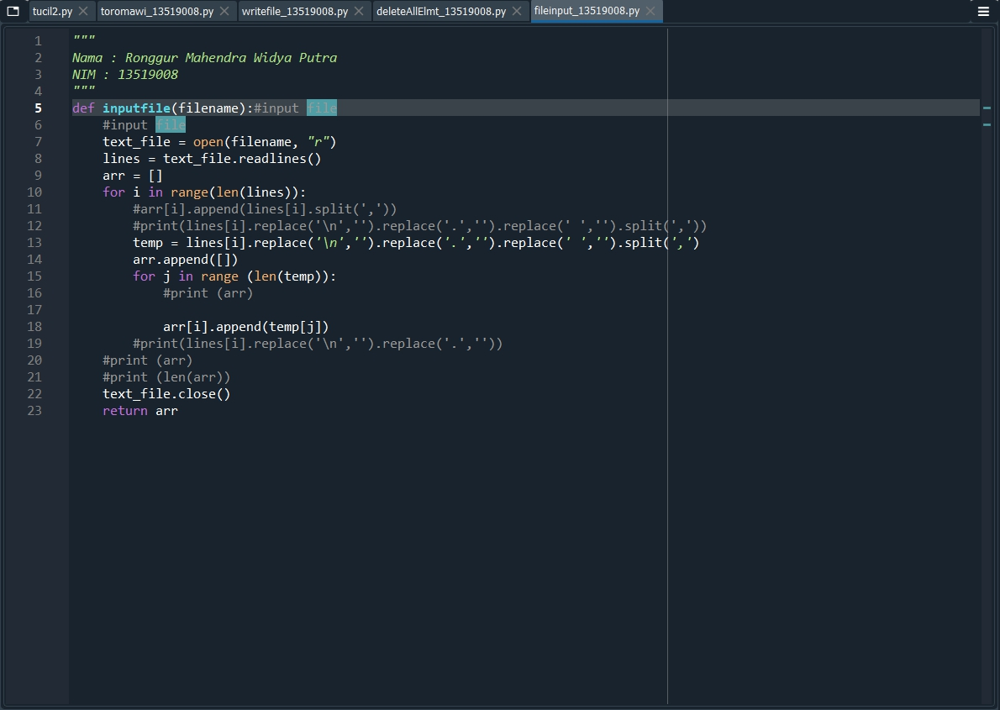 tucil2.py toromawi_13519008.py writefile_13519008.py deleteAllElmt_13519008.py fileinput_13519008.py
1 """
2 Nama : Ronggur Mahendra Widya Putra
3 NIM : 13519008
4 """
5 def inputfile(filename):#input file
6     #input file
7     text_file = open(filename, "r")
8     lines = text_file.readlines()
9     arr = []
10     for i in range(len(lines)):
11         #arr[i].append(lines[i].split(','))
12         #print(lines[i].replace('\n','').replace('.','').replace(' ','').split(','))
13         temp = lines[i].replace('\n','').replace('.','').replace(' ','').split(',')
14         arr.append([])
15         for j in range (len(temp)):
16             #print (arr)
17
18             arr[i].append(temp[j])
19         #print(lines[i].replace('\n','').replace('.',''))
20     #print (arr)
21     #print (len(arr))
22     text_file.close()
23     return arr